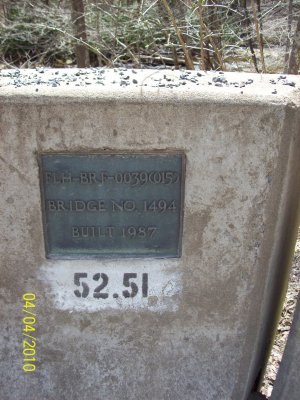 FLH-BRF-0039(015)
BRIDGE NO. 1494
BUILT 1987
52.51
04/04/2010